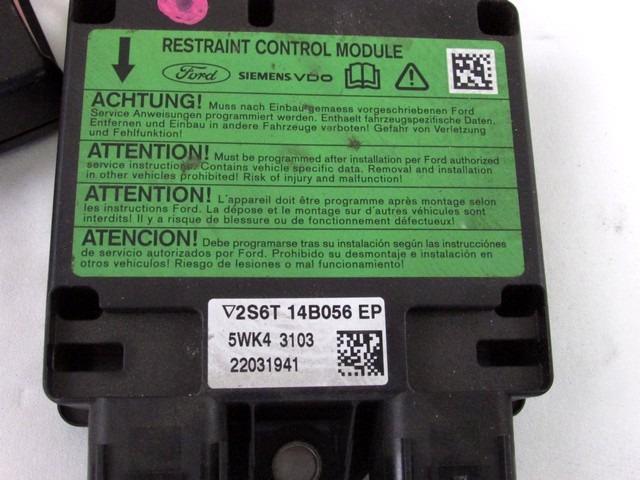 RESTRAINT CONTROL MODULE
Ford SIEMENS VDO
ACHTUNG! Muss nach Einbau gemaess vorgeschriebenen Ford
Service Anweisungen programmiert werden. Enthaelt fahrzeugspezifische Daten.
Entfernen und Einbau in andere Fahrzeuge verboten! Gefahr von Verletzung
und Fehlfunktion!
ATTENTION! Must be programmed after installation per Ford authorized
service instructions. Contains vehicle specific data. Removal and installation
in other vehicles prohibited! Risk of injury and malfunction!
ATTENTION! L'appareil doit être programme après montage selon
les instructions Ford. La dépose et le montage sur d'autres véhicules sont
interdits! Il y a risque de blessure ou de fonctionnement défectueux!
ATENCION! Debe programarse tras su instalación según las instrucciónes
de servicio autorizados por Ford. Prohibido su desmontaje e instalación en
otros vehiculos! Riesgo de lesiones o mal funcionamiento!
2S6T 14B056 EP
5WK4 3103
22031941